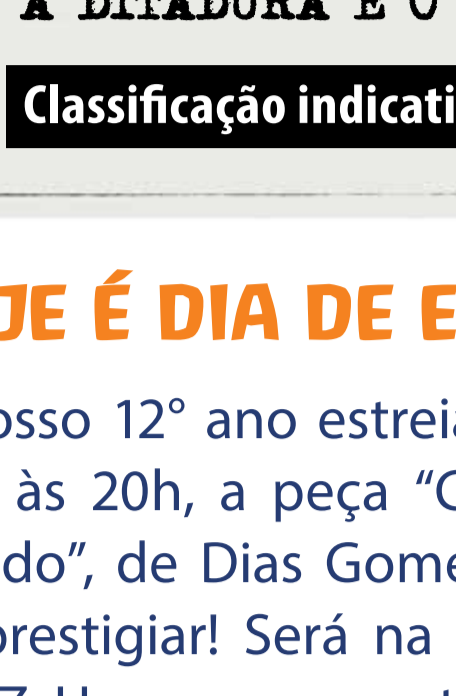 A DITADURA E O
Classificação indicati
JE É DIA DE E
osso 12° ano estreia
às 20h, a peça “
do”, de Dias Gome
prestigiar! Será na